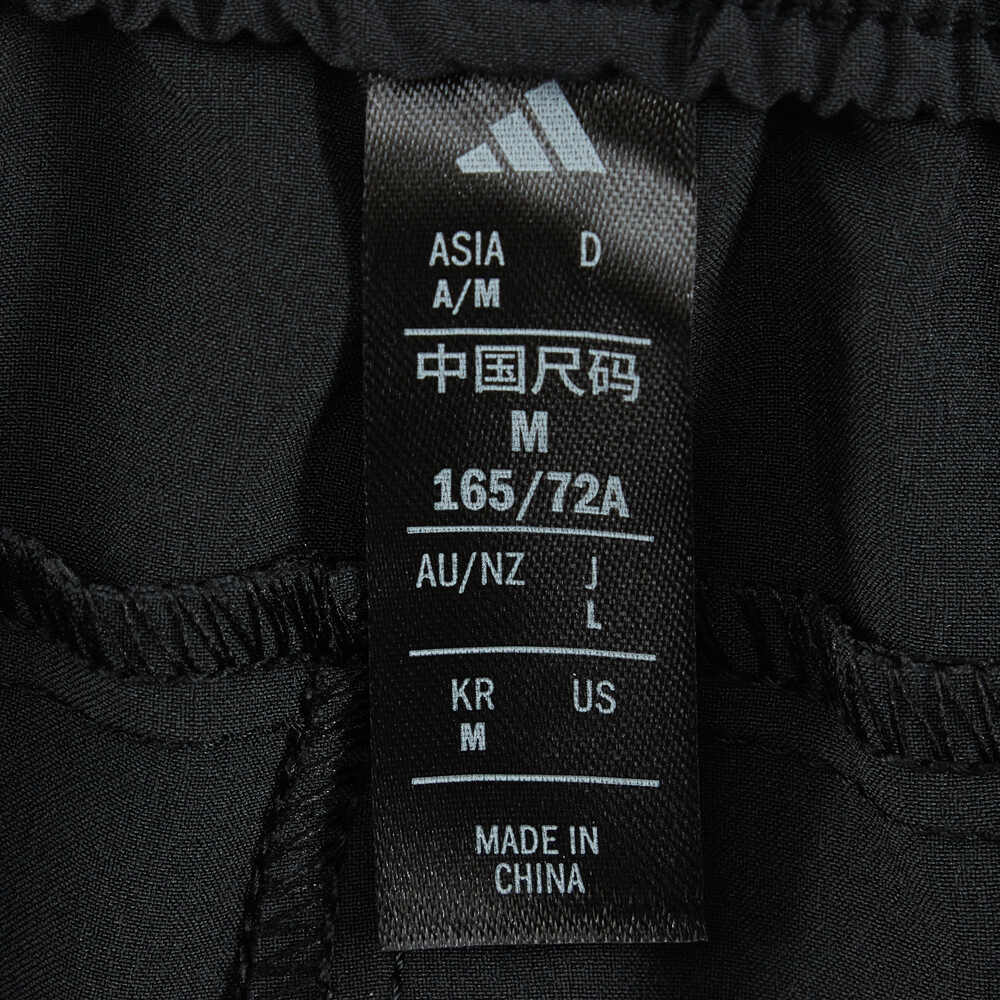 ASIA D
A/M
中国尺码
M
165/72A
AU/NZ J
L
KR US
M
MADE IN
CHINA